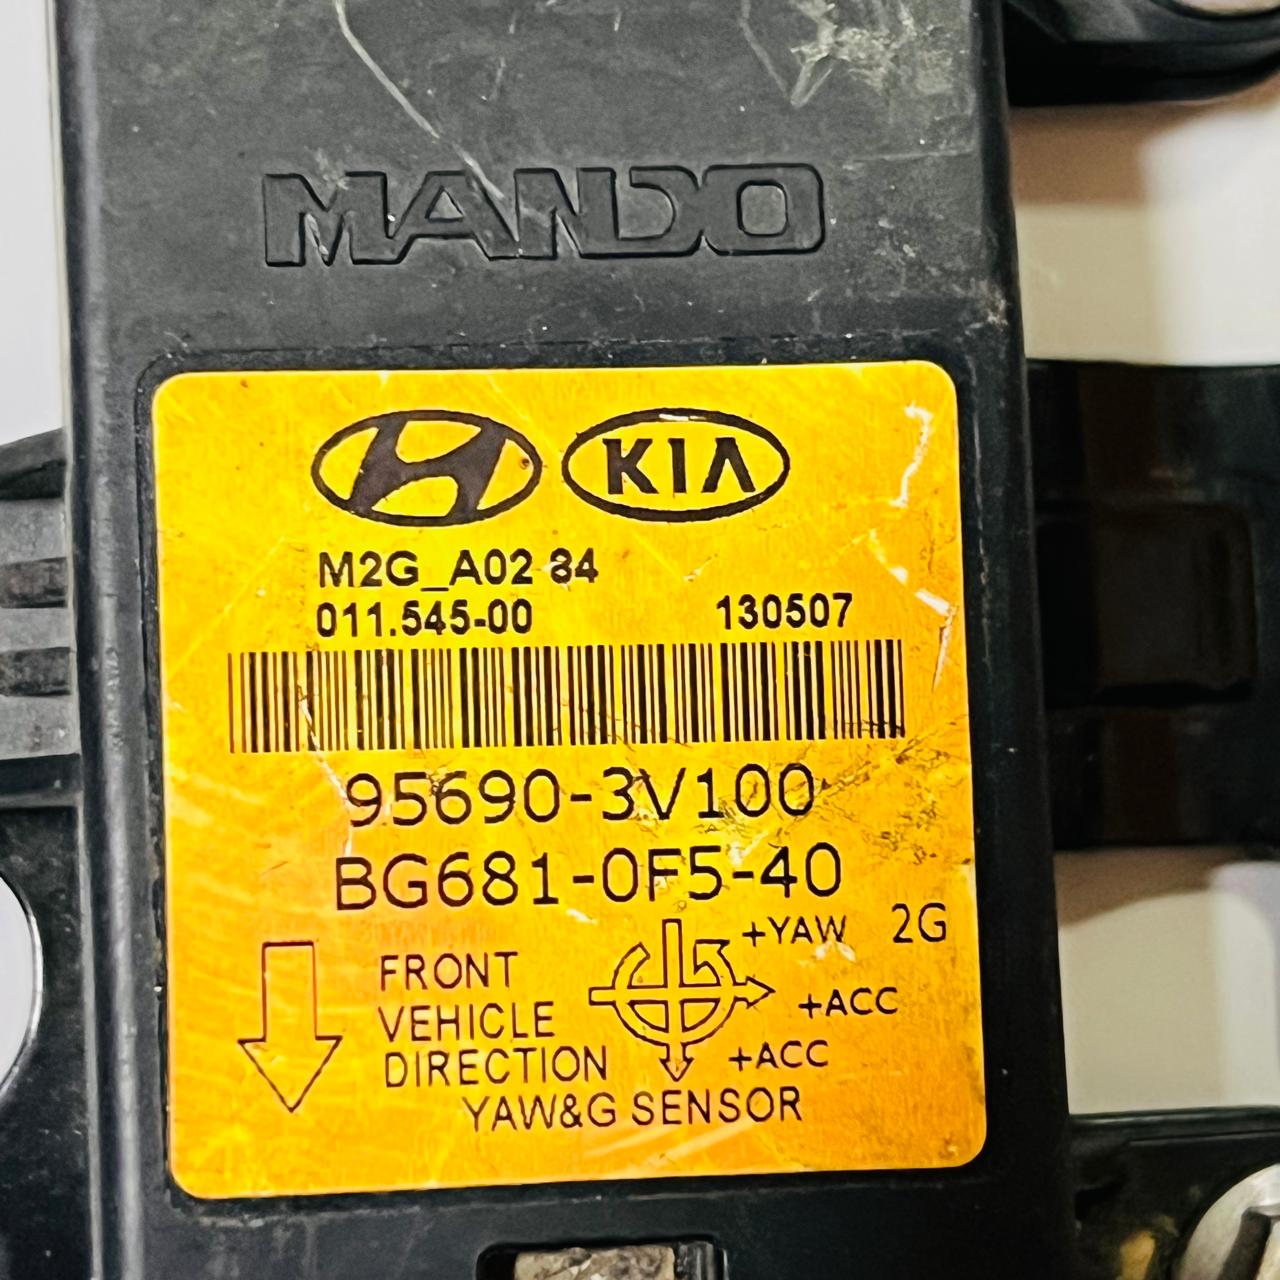 MANDO
KIA
M2G_A02 84
011.545-00 130507
95690-3V100
BG681-0F5-40
+YAW 2G
FRONT
VEHICLE
DIRECTION
+ACC
+ACC
YAW&G SENSOR